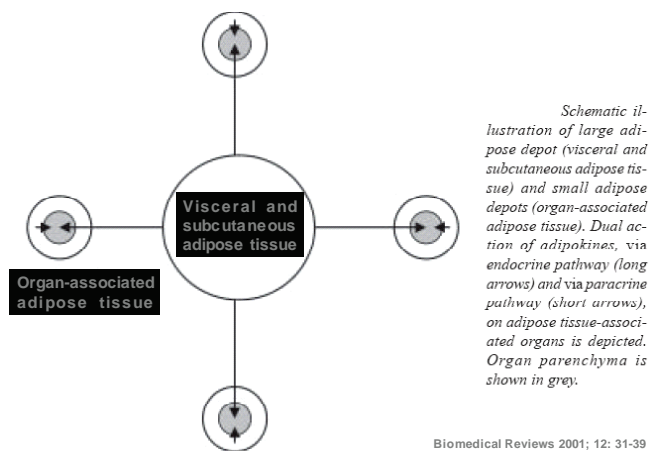 Visceral and
subcutaneous
adipose tissue
Organ-associated
adipose tissue
Schematic il-
lustration of large adi-
pose depot (visceral and
subcutaneous adipose tis-
sue) and small adipose
depots (organ-associated
adipose tissue). Dual ac-
tion of adipokines, via
endocrine pathway (long
arrows) and via paracrine
pathway (short arrows),
on adipose tissue-associ-
ated organs is depicted.
Organ parenchyma is
shown in grey.
Biomedical Reviews 2001; 12: 31-39